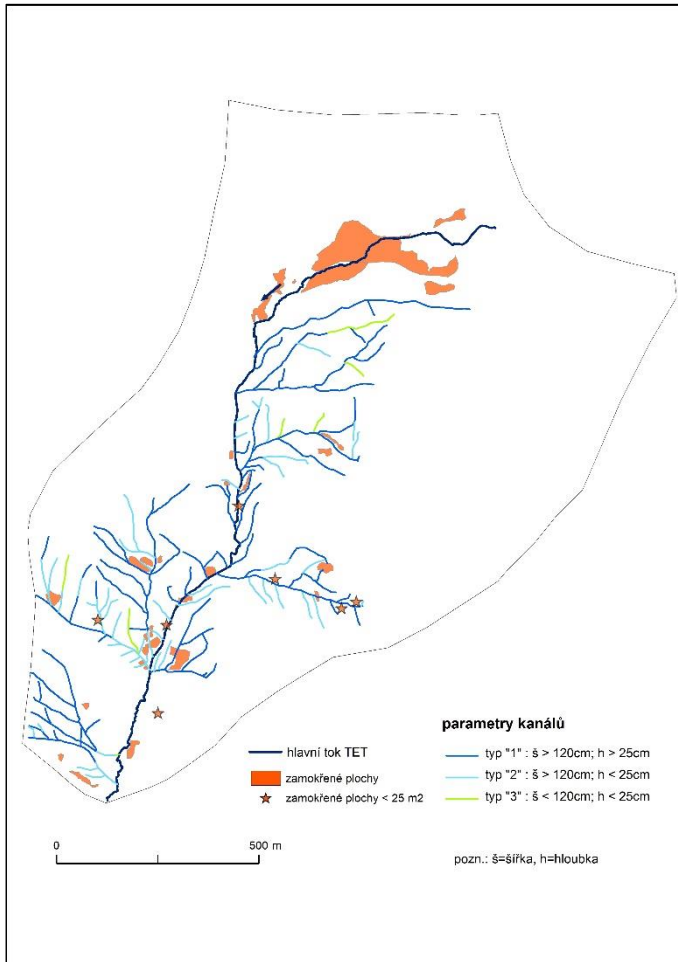 parametry kanálů
hlavní tok TET
zamokřené plochy
zamokřené plochy < 25 m2
typ "1" : š > 120cm; h > 25cm
typ "2" : š > 120cm; h < 25cm
typ "3" : š < 120cm; h < 25cm
0 500 m
pozn.: š=šířka, h=hloubka